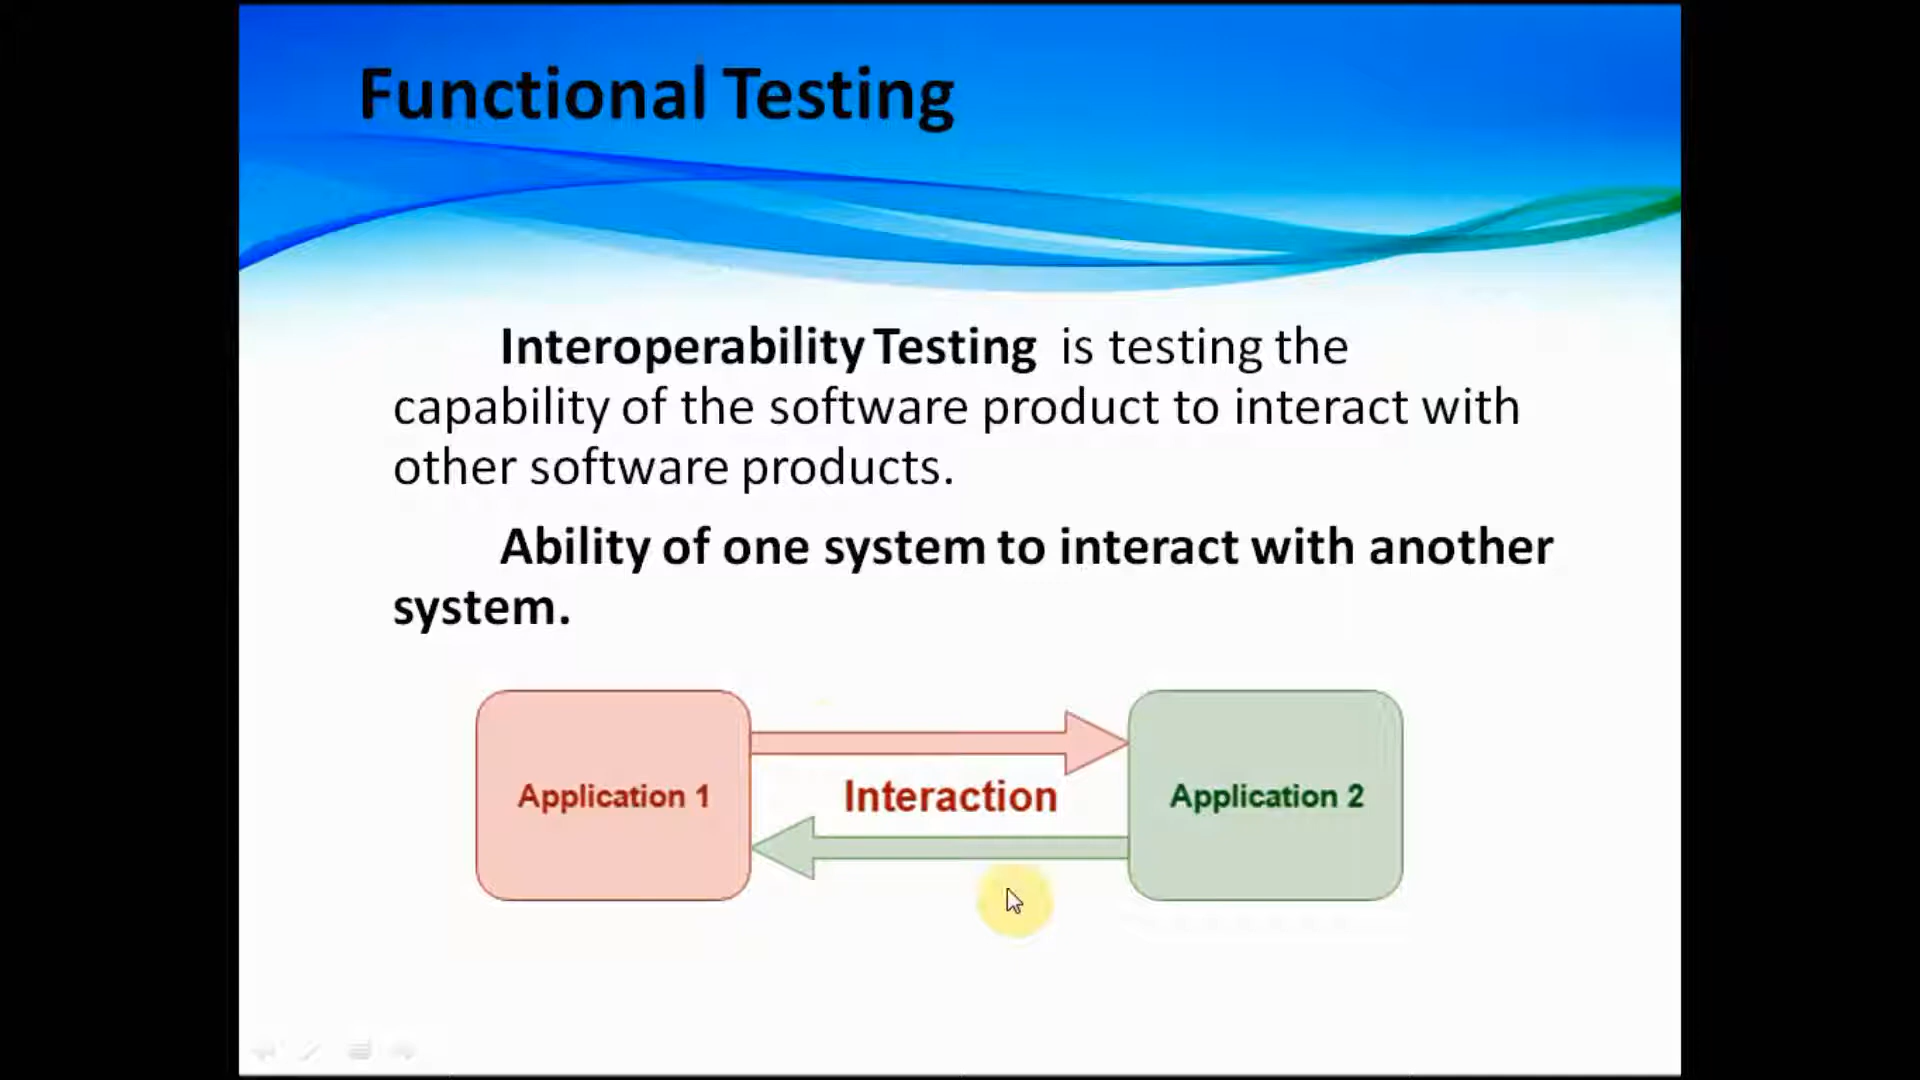 Functional Testing
Interoperability Testing is testing the
capability of the software product to interact with
other software products.
Ability of one system to interact with another
system.
Application 1
Interaction
Application 2